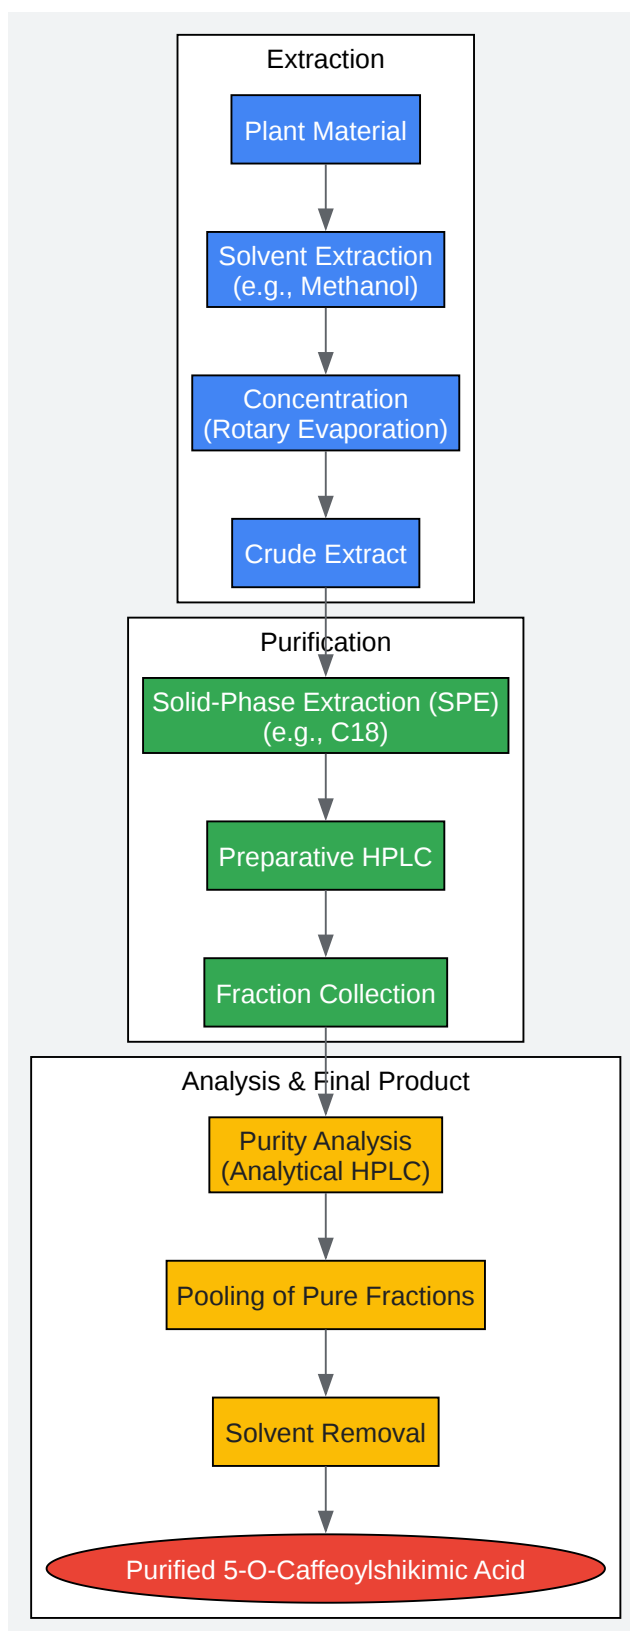 Extraction
Plant Material
Solvent Extraction
(e.g., Methanol)
Concentration
(Rotary Evaporation)
Crude Extract
Purification
Solid-Phase Extraction (SPE)
(e.g., C18)
Preparative HPLC
Fraction Collection
Analysis & Final Product
Purity Analysis
(Analytical HPLC)
Pooling of Pure Fractions
Solvent Removal
Purified 5-O-Caffeoylshikimic Acid